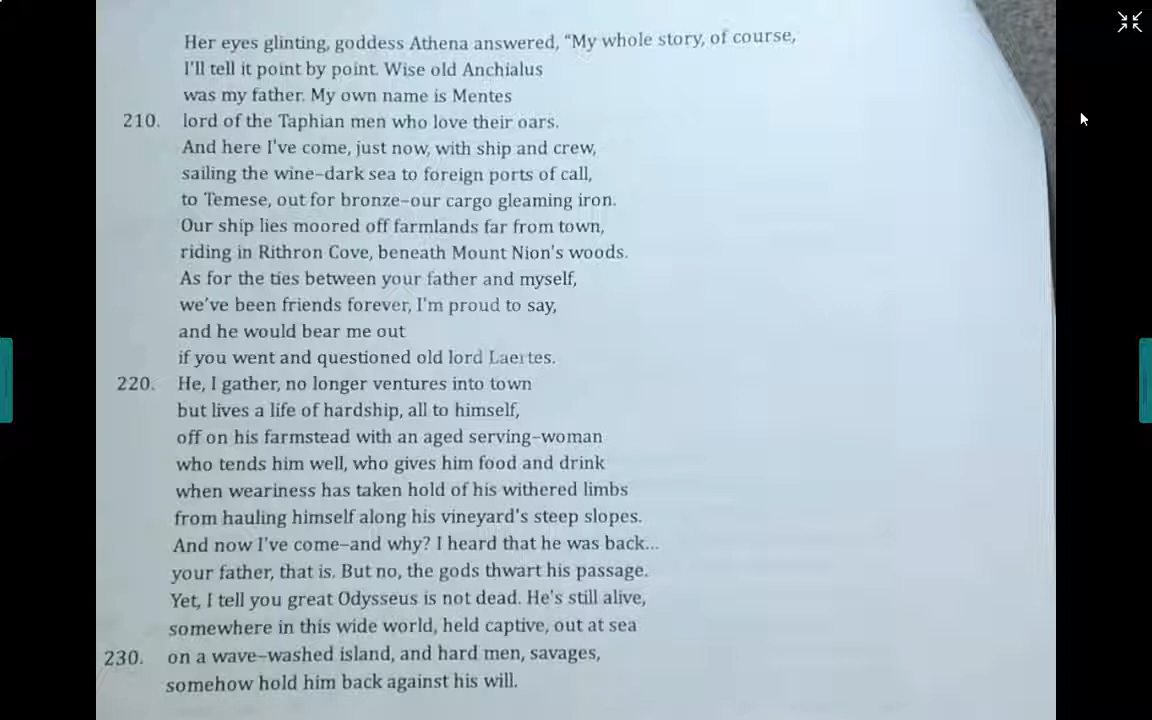 Her eyes glinting, goddess Athena answered, “My whole story, of course,
I'll tell it point by point. Wise old Anchialus
was my father. My own name is Mentes
210. lord of the Taphian men who love their oars.
And here I've come, just now, with ship and crew,
sailing the wine-dark sea to foreign ports of call,
to Temese, out for bronze-our cargo gleaming iron.
Our ship lies moored off farmlands far from town,
riding in Rithron Cove, beneath Mount Nion's woods.
As for the ties between your father and myself,
we've been friends forever, I'm proud to say,
and he would bear me out
if you went and questioned old lord Laertes.
220. He, I gather, no longer ventures into town
but lives a life of hardship, all to himself,
off on his farmstead with an aged serving-woman
who tends him well, who gives him food and drink
when weariness has taken hold of his withered limbs
from hauling himself along his vineyard's steep slopes.
And now I've come-and why? I heard that he was back...
your father, that is. But no, the gods thwart his passage.
Yet, I tell you great Odysseus is not dead. He's still alive,
somewhere in this wide world, held captive, out at sea
230. on a wave-washed island, and hard men, savages,
somehow hold him back against his will.